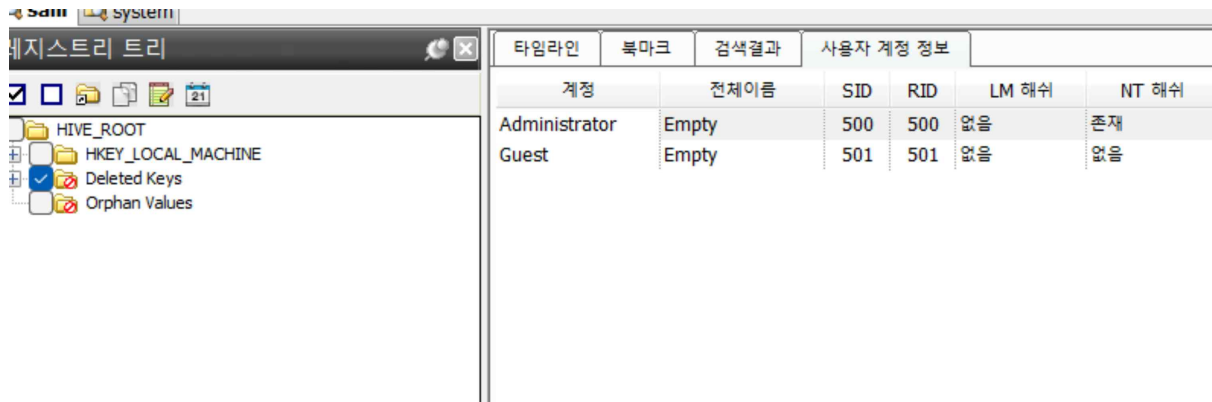 sam system
레지스트리 트리
HIVE_ROOT
HKEY_LOCAL_MACHINE
Deleted Keys
Orphan Values
타임라인 북마크 검색결과 사용자 계정 정보
계정 전체이름 SID RID LM 해쉬 NT 해쉬
Administrator Empty 500 500 없음 존재
Guest Empty 501 501 없음 없음